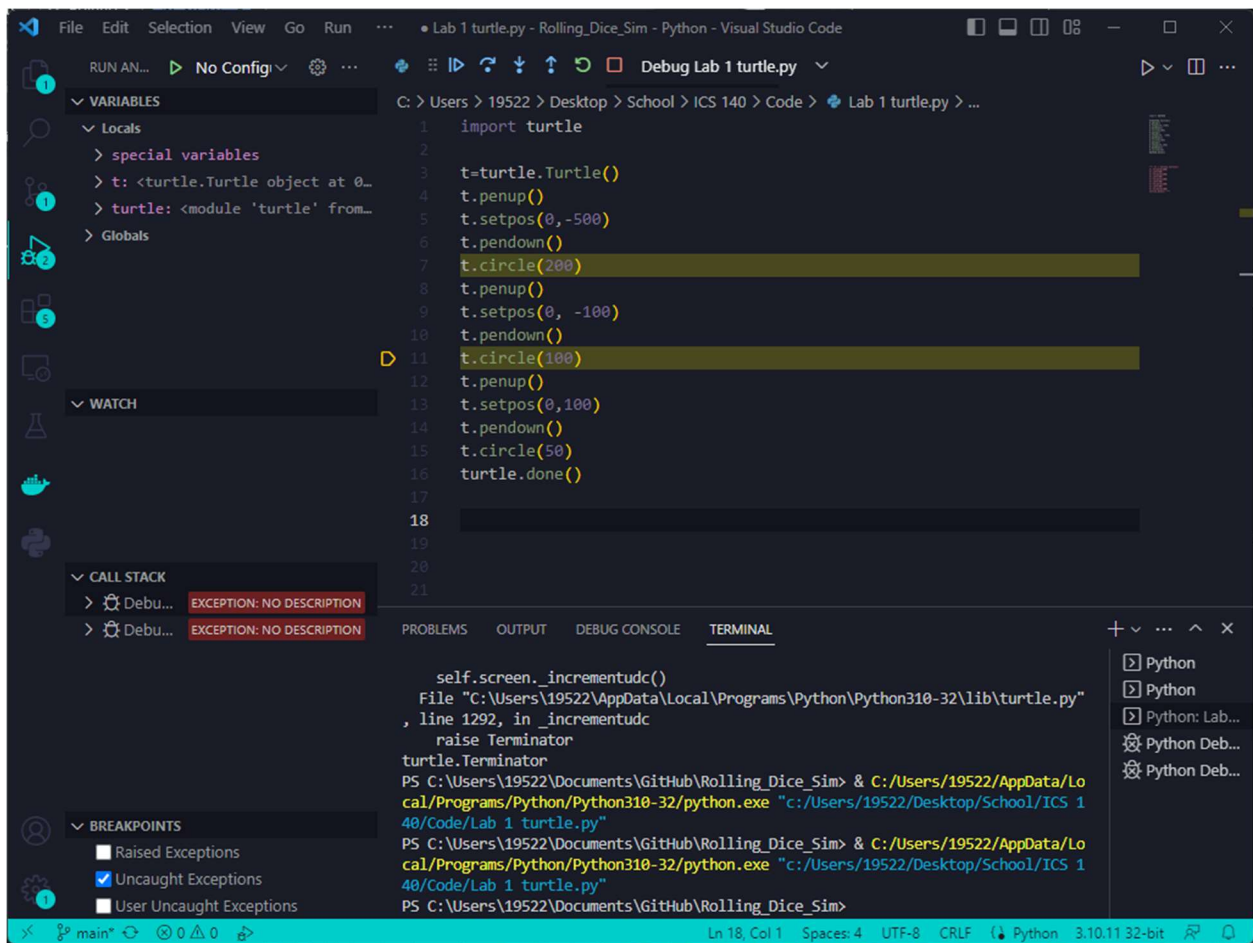 File Edit Selection View Go Run ··· ● Lab 1 turtle.py - Rolling_Dice_Sim - Python - Visual Studio Code
RUN AN... No Config ··· Debug Lab 1 turtle.py ···
VARIABLES
Locals
special variables
t: <turtle.Turtle object at 0…
turtle: <module 'turtle' from…
Globals
WATCH
CALL STACK
Debu... EXCEPTION: NO DESCRIPTION
Debu... EXCEPTION: NO DESCRIPTION
BREAKPOINTS
Raised Exceptions
Uncaught Exceptions
User Uncaught Exceptions
1
1
2
5
1
C: > Users > 19522 > Desktop > School > ICS 140 > Code > Lab 1 turtle.py > ...
1 import turtle
2
3 t=turtle.Turtle()
4 t.penup()
5 t.setpos(0,-500)
6 t.pendown()
7 t.circle(200)
8 t.penup()
9 t.setpos(0, -100)
10 t.pendown()
11 t.circle(100)
12 t.penup()
13 t.setpos(0,100)
14 t.pendown()
15 t.circle(50)
16 turtle.done()
17
18
19
20
21
PROBLEMS OUTPUT DEBUG CONSOLE TERMINAL
self.screen._incrementudc()
File "C:\Users\19522\AppData\Local\Programs\Python\Python310-32\lib\turtle.py"
, line 1292, in _incrementudc
raise Terminator
turtle.Terminator
PS C:\Users\19522\Documents\GitHub\Rolling_Dice_Sim> & C:/Users/19522/AppData/Lo
cal/Programs/Python/Python310-32/python.exe "c:/Users/19522/Desktop/School/ICS 1
40/Code/Lab 1 turtle.py"
PS C:\Users\19522\Documents\GitHub\Rolling_Dice_Sim> & C:/Users/19522/AppData/Lo
cal/Programs/Python/Python310-32/python.exe "c:/Users/19522/Desktop/School/ICS 1
40/Code/Lab 1 turtle.py"
PS C:\Users\19522\Documents\GitHub\Rolling_Dice_Sim>
Python
Python
Python: Lab...
Python Deb...
Python Deb...
main* 0 0 Ln 18, Col 1 Spaces: 4 UTF-8 CRLF Python 3.10.11 32-bit